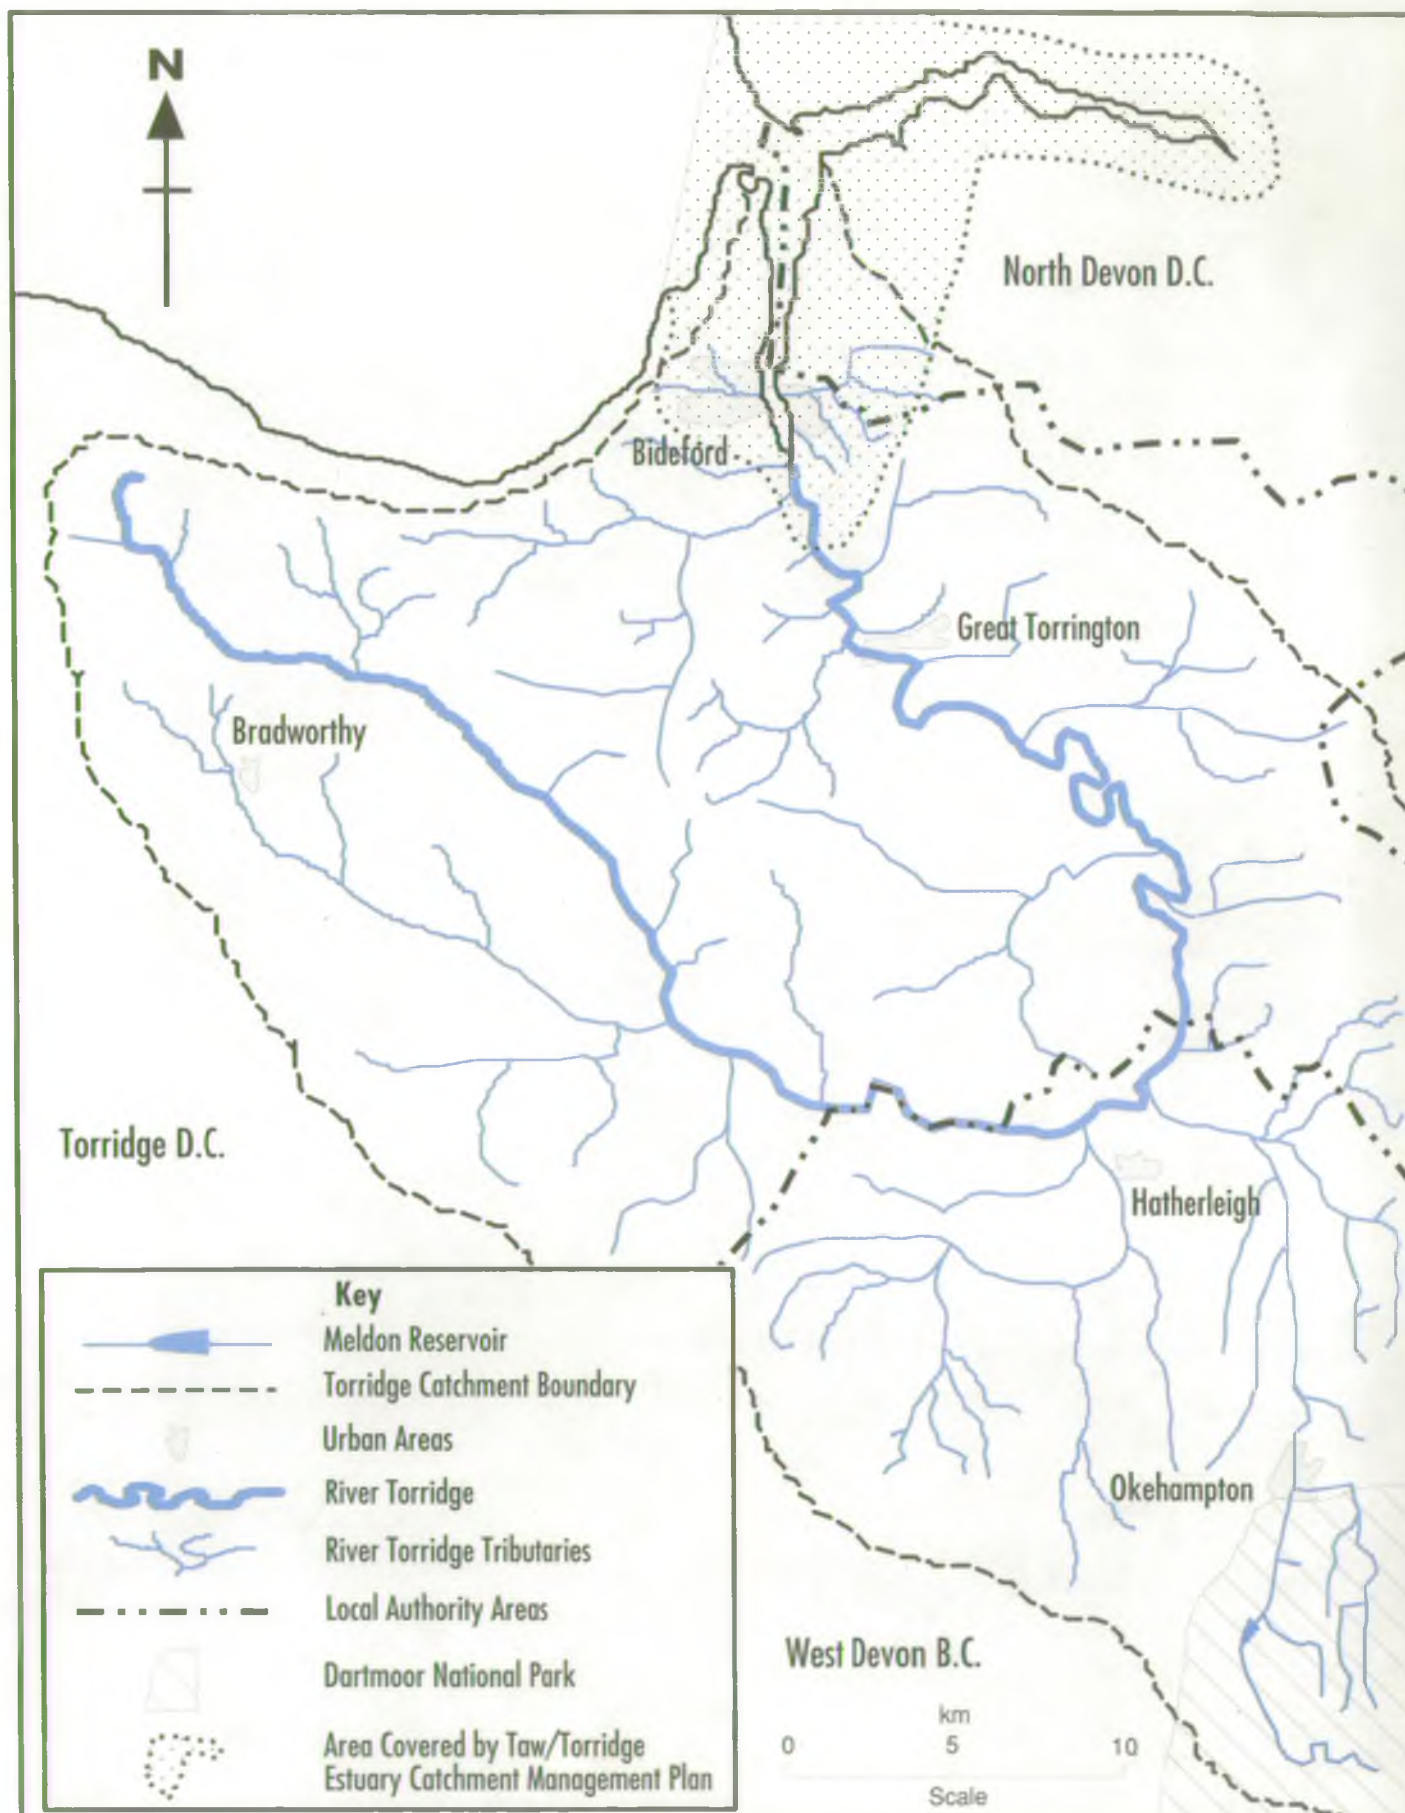 N
North Devon D.C.
Bideford
Great Torrington
Bradworthy
Torridge D.C.
Hatherleigh
Okehampton
West Devon B.C.
km
0 5 10
Scale
Key
Meldon Reservoir
Torridge Catchment Boundary
Urban Areas
River Torridge
River Torridge Tributaries
Local Authority Areas
Dartmoor National Park
Area Covered by Taw/Torridge
Estuary Catchment Management Plan